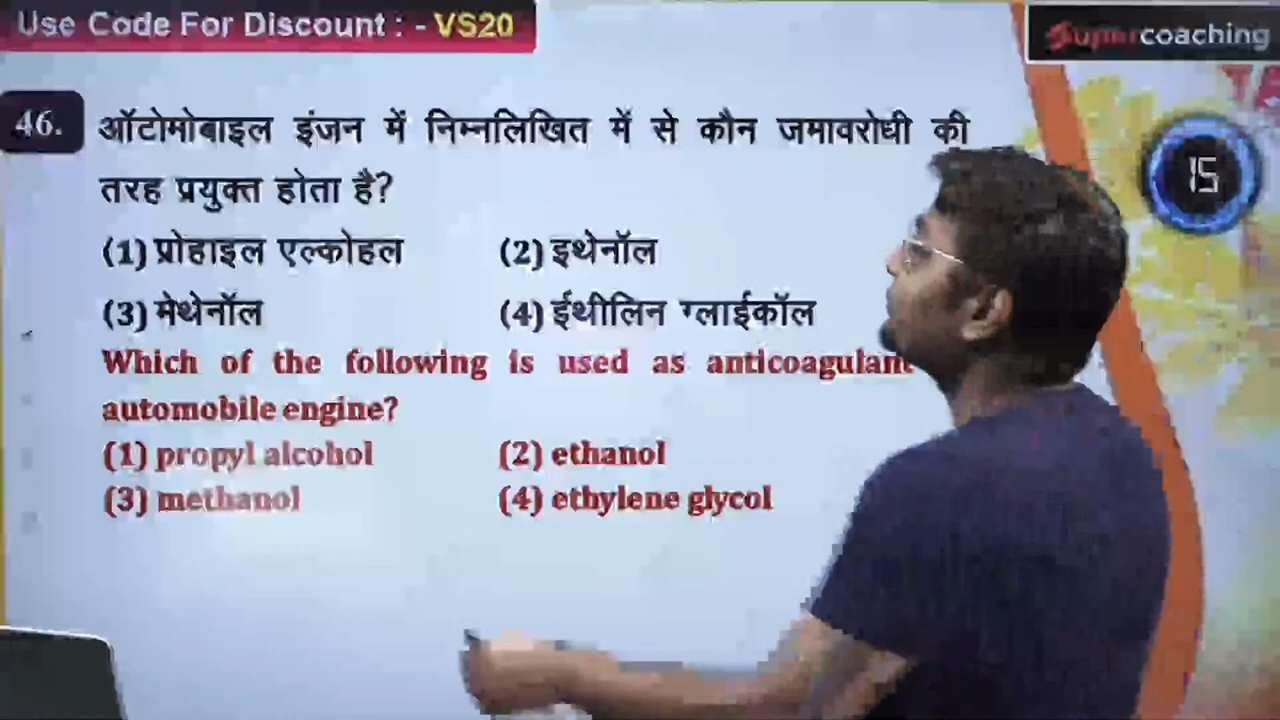 Use Code For Discount : - VS20
Supercoaching
46. ऑटोमोबाइल इंजन में निम्नलिखित में से कौन जमावरोधी की
तरह प्रयुक्त होता है?
15
(1) प्रोहाइल एल्कोहल (2) इथेनॉल
(3) मेथेनॉल (4) ईथीलिन ग्लाईकॉल
Which of the following is used as anticoagulant
automobile engine?
(1) propyl alcohol (2) ethanol
(3) methanol (4) ethylene glycol